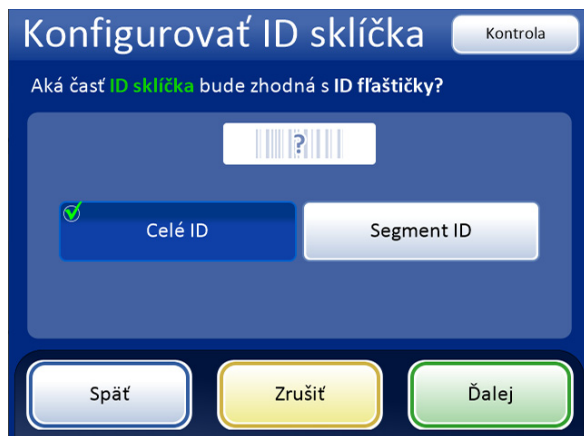 Konfigurovať ID sklíčka
Kontrola
Aká časť ID sklíčka bude zhodná s ID fľaštičky?
?
Celé ID
Segment ID
Späť
Zrušiť
Ďalej